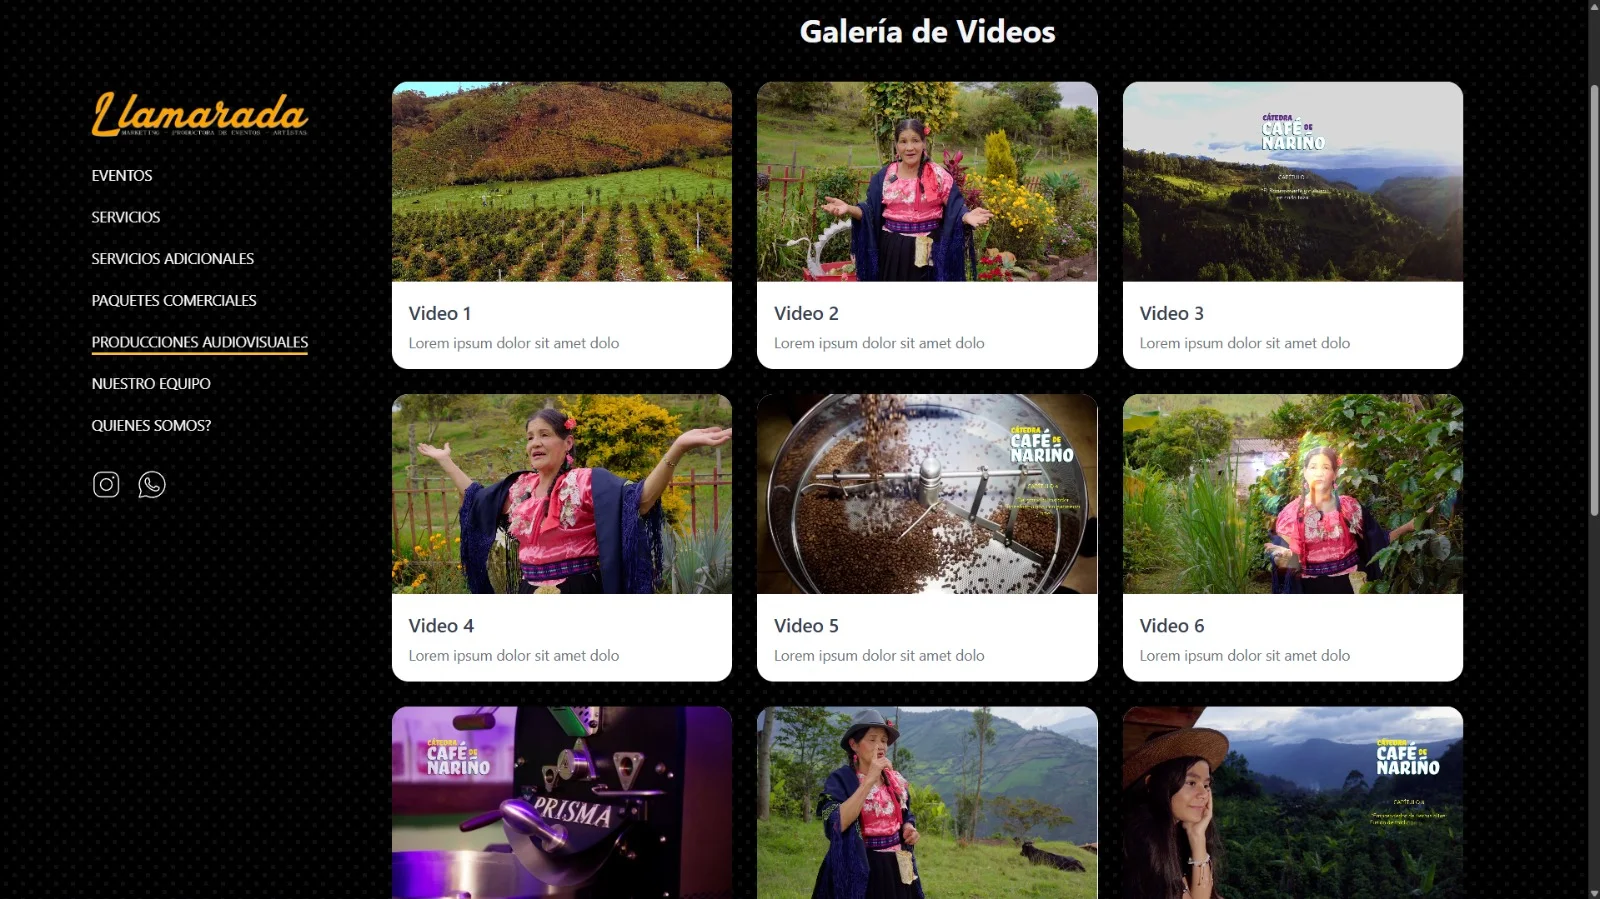 Galería de Videos
Llamarada
MARKETING - PRODUCTORA DE EVENTOS - ARTISTAS
EVENTOS
SERVICIOS
SERVICIOS ADICIONALES
PAQUETES COMERCIALES
PRODUCCIONES AUDIOVISUALES
NUESTRO EQUIPO
QUIENES SOMOS?
CÁTEDRA
CAFÉ DE
NARIÑO
Video 1
Lorem ipsum dolor sit amet dolo
Video 2
Lorem ipsum dolor sit amet dolo
Video 3
Lorem ipsum dolor sit amet dolo
CÁTEDRA
CAFÉ DE
NARIÑO
Video 4
Lorem ipsum dolor sit amet dolo
Video 5
Lorem ipsum dolor sit amet dolo
Video 6
Lorem ipsum dolor sit amet dolo
CÁTEDRA
CAFÉ DE
NARIÑO
PRISMA
CÁTEDRA
CAFÉ DE
NARIÑO